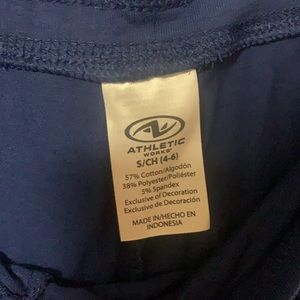 ATHLETIC
WORKS
S/CH (4-6)
57% Cotton/Algodón
38% Polyester/Poliéster
5% Spandex
Exclusive of Decoration
Exclusivo de Decoración
MADE IN/HECHO EN
INDONESIA